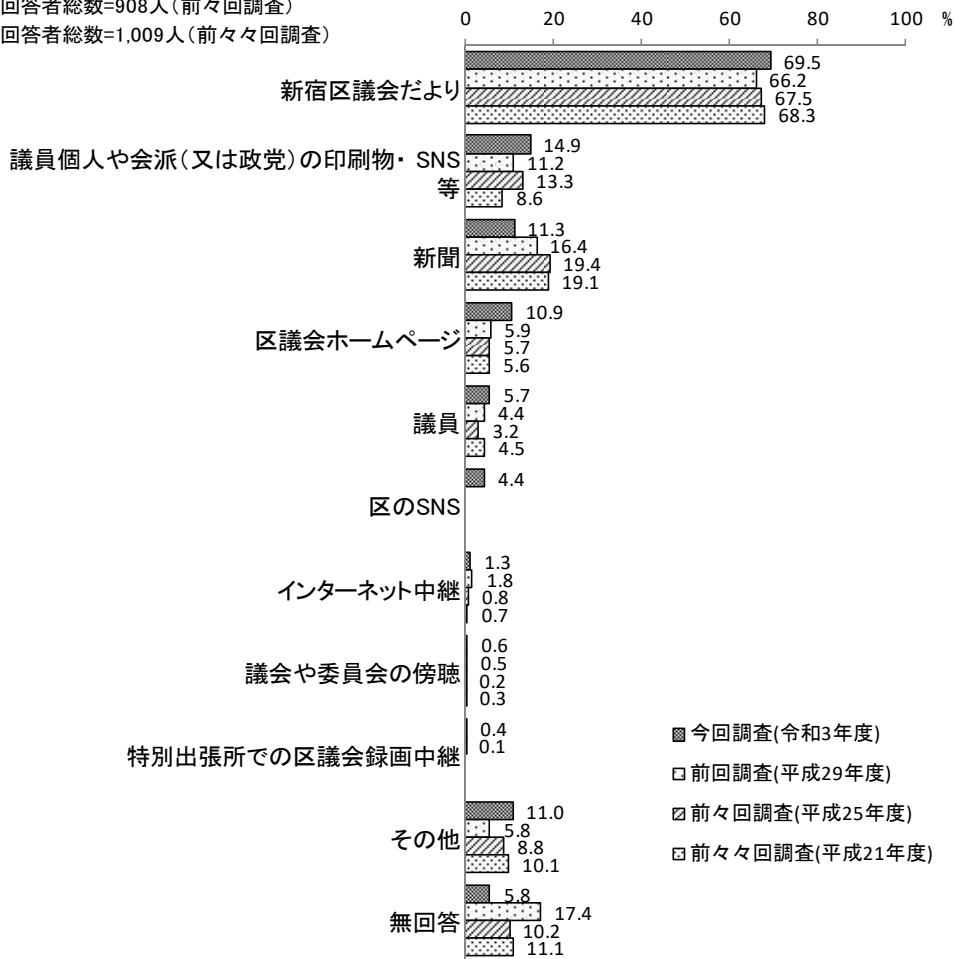 回答者総数=908人(前々回調査)
回答者総数=1,009人(前々々回調査)
0 20 40 60 80 100 %
新宿区議会だより
69.5
66.2
67.5
68.3
議員個人や会派(又は政党)の印刷物・ SNS
等
14.9
11.2
13.3
8.6
新聞
11.3
16.4
19.4
19.1
区議会ホームページ
10.9
5.9
5.7
5.6
議員
5.7
4.4
3.2
4.5
区のSNS
4.4
インターネット中継
1.3
1.8
0.8
0.7
議会や委員会の傍聴
0.6
0.5
0.2
0.3
特別出張所での区議会録画中継
0.4
0.1
その他
11.0
5.8
8.8
10.1
無回答
5.8
17.4
10.2
11.1
今回調査(令和3年度)
前回調査(平成29年度)
前々回調査(平成25年度)
前々々回調査(平成21年度)